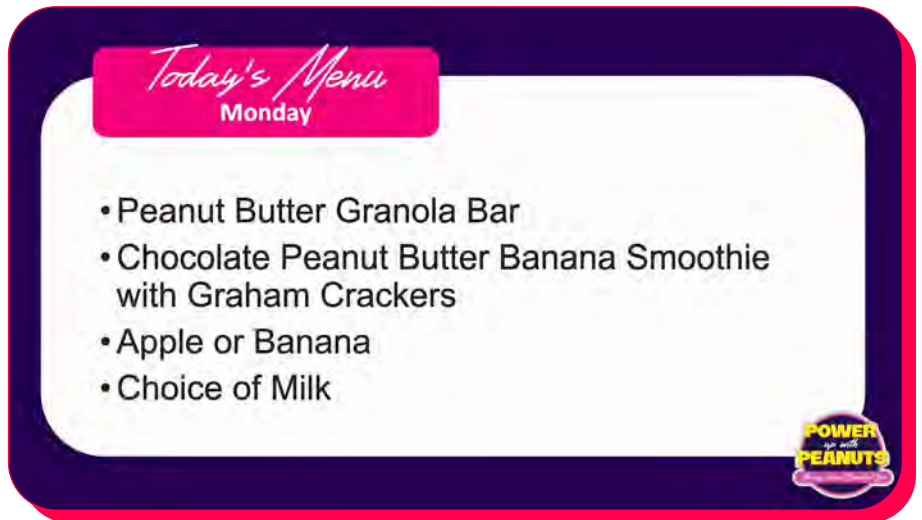 Today's Menu
Monday
• Peanut Butter Granola Bar
• Chocolate Peanut Butter Banana Smoothie
with Graham Crackers
• Apple or Banana
• Choice of Milk
POWER
up with
PEANUTS